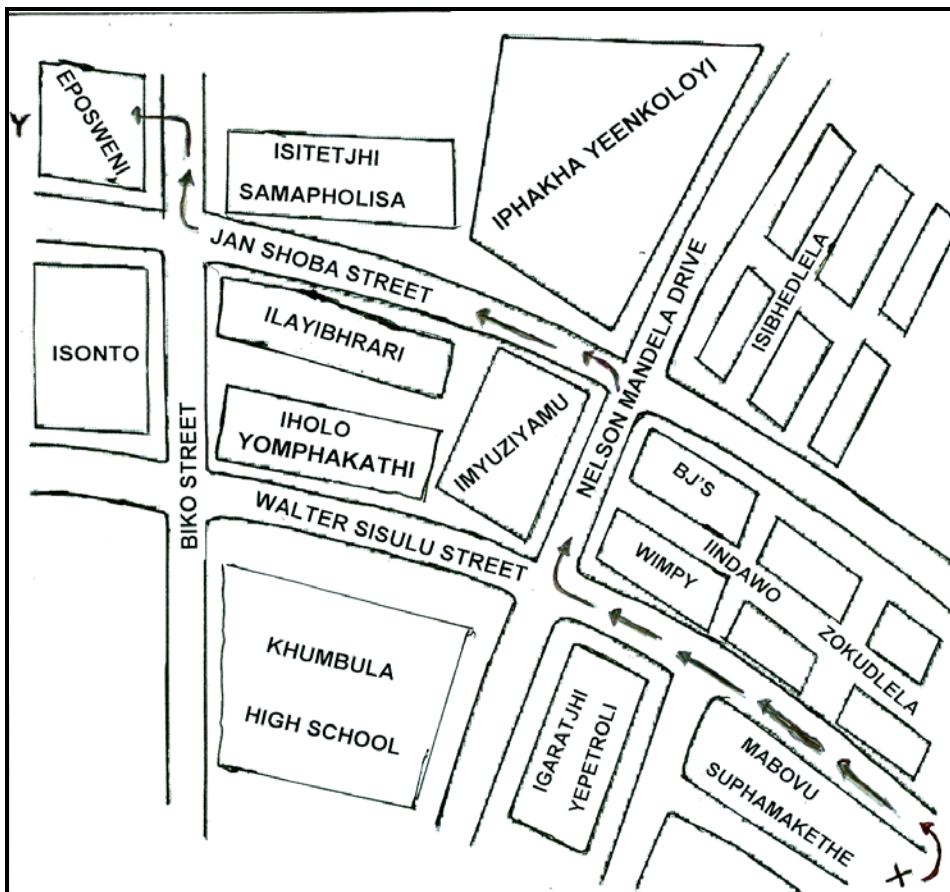 Y
EPOSWENI
ISITETJHI
SAMAPHOLISA
IPHAKHA YEENKOLOYI
JAN SHOBA STREET
NELSON MANDELA DRIVE
ISIBHEDLELA
ISONTO
ILAYIBHRARI
IHOLO
YOMPHAKATHI
IMYUZIYAMU
BIKO STREET
WALTER SISULU STREET
BJ'S
WIMPY
IINDAWO
ZOKUDLELA
KHUMBULA
HIGH SCHOOL
IGARATJHI
YEPETROLI
MABOVU
SUPHAMAKETHE
X